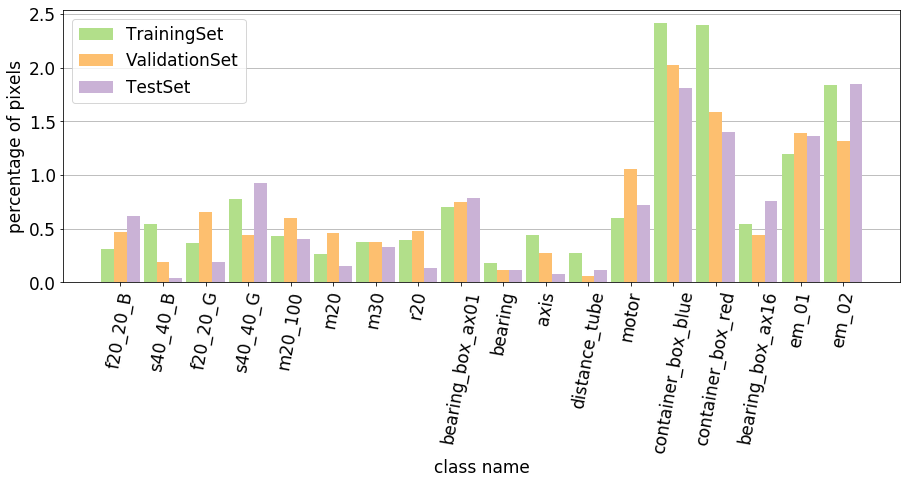 TrainingSet
ValidationSet
TestSet
percentage of pixels
2.5
2.0
1.5
1.0
0.5
0.0
f20_20_B
s40_40_B
f20_20_G
s40_40_G
m20_100
m20
m30
r20
bearing_box_ax01
bearing
axis
distance_tube
motor
container_box_blue
container_box_red
bearing_box_ax16
em_01
em_02
class name